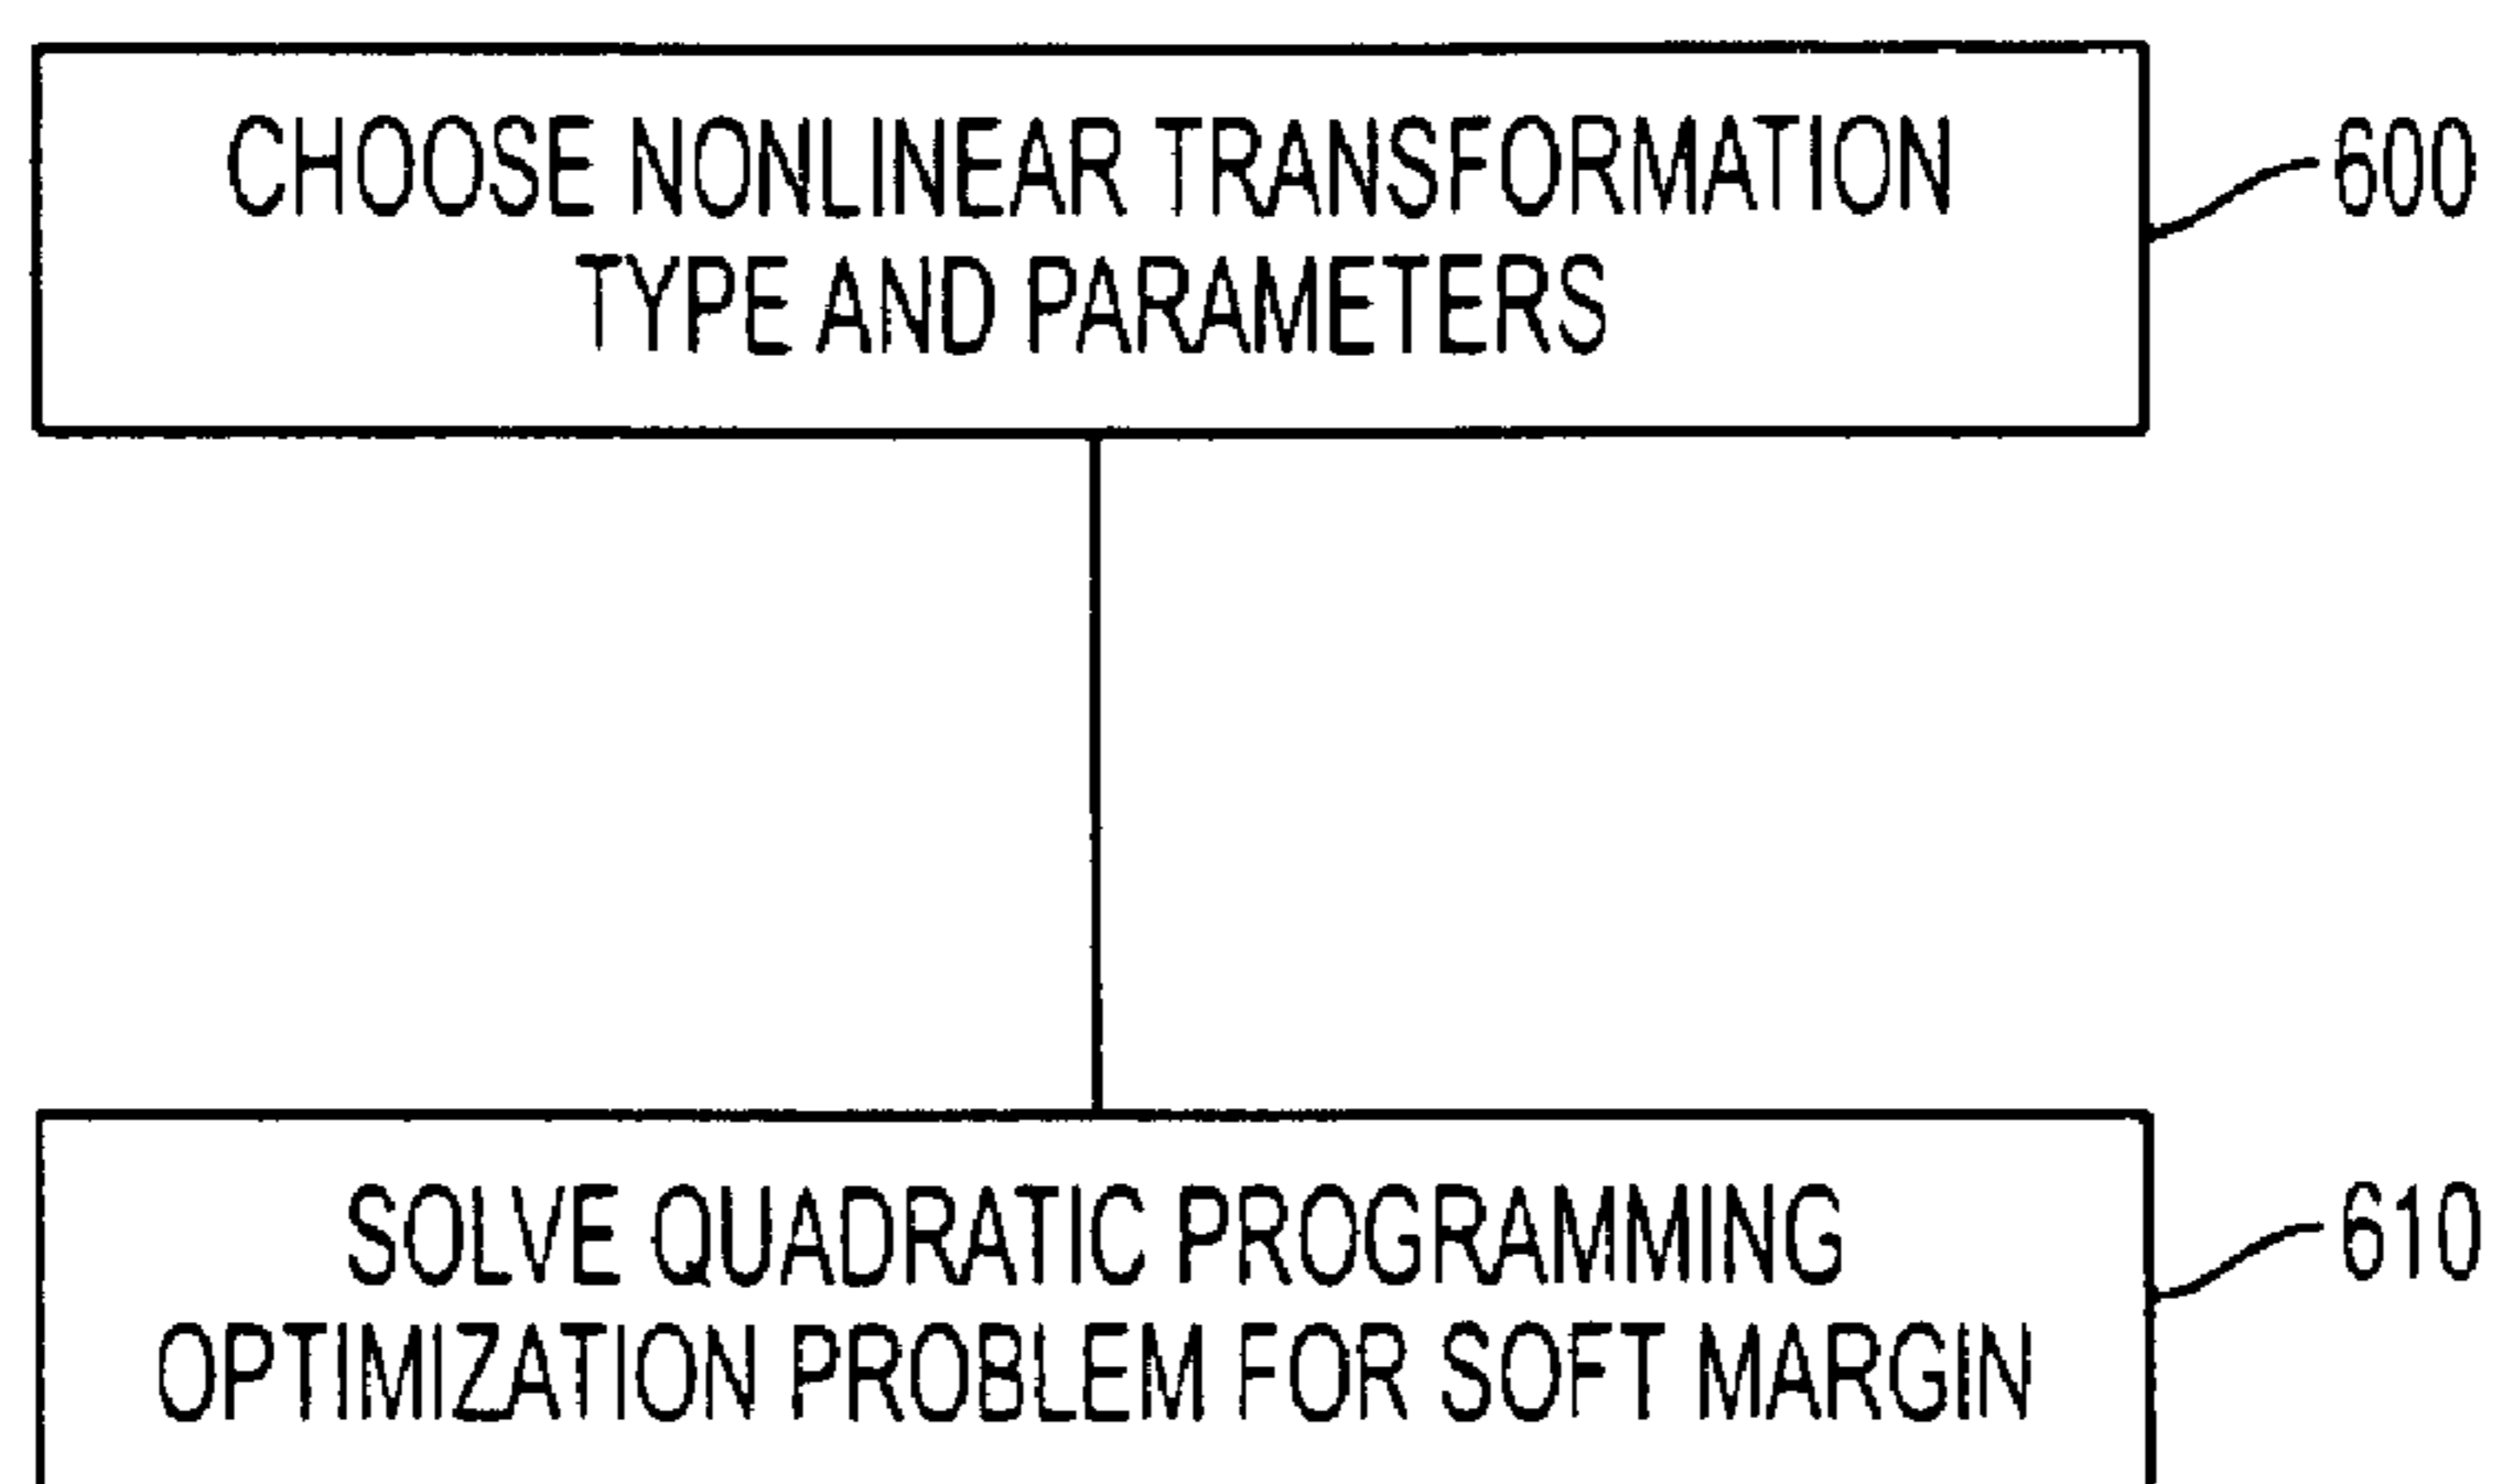 CHOOSE NONLINEAR TRANSFORMATION
TYPE AND PARAMETERS
600
SOLVE QUADRATIC PROGRAMMING
OPTIMIZATION PROBLEM FOR SOFT MARGIN
610